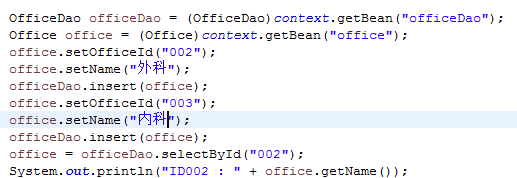 OfficeDao officeDao = (OfficeDao)context.getBean("officeDao");
Office office = (Office)context.getBean("office");
office.setOfficeId("002");
office.setName("外科");
officeDao.insert(office);
office.setOfficeId("003");
office.setName("内科");
officeDao.insert(office);
office = officeDao.selectById("002");
System.out.println("ID002 : " + office.getName());